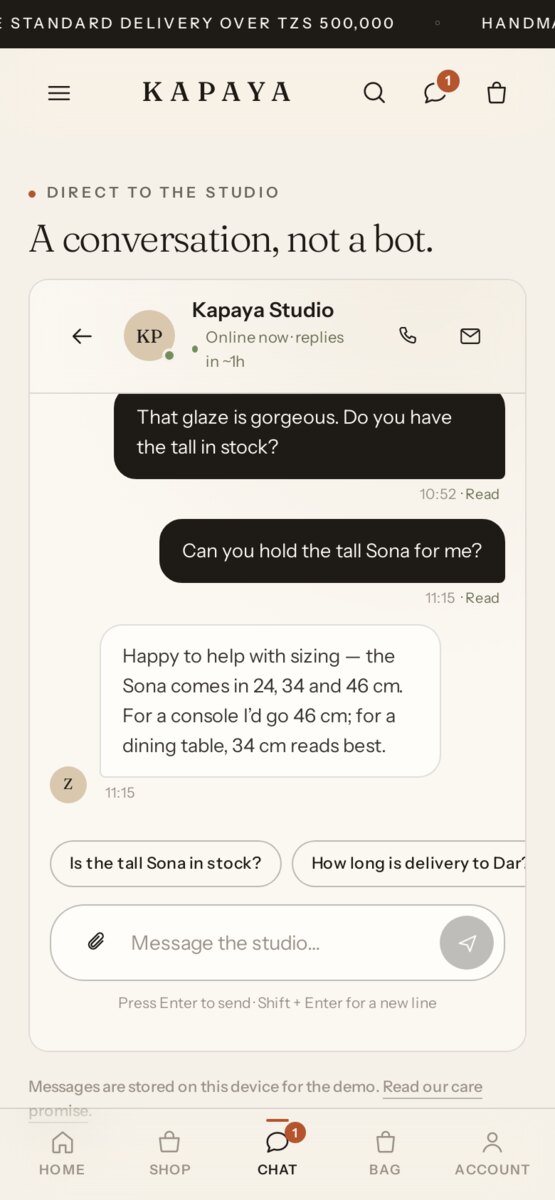 STANDARD DELIVERY OVER TZS 500,000
KAPAYA
1
DIRECT TO THE STUDIO
A conversation, not a bot.
KP
Kapaya Studio
Online now · replies
in ~1h
That glaze is gorgeous. Do you have
the tall in stock?
10:52 · Read
Can you hold the tall Sona for me?
11:15 · Read
Happy to help with sizing — the
Sona comes in 24, 34 and 46 cm.
For a console I'd go 46 cm; for a
dining table, 34 cm reads best.
Z
11:15
Is the tall Sona in stock?
How long is delivery to Dar?
Message the studio...
Press Enter to send · Shift + Enter for a new line
Messages are stored on this device for the demo. Read our care
promise.
1
HOME
SHOP
CHAT
BAG
ACCOUNT